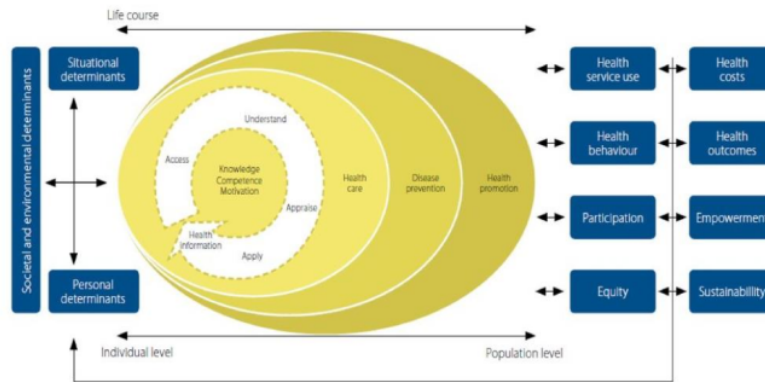 Life course
Societal and environmental determinants
Situational
determinants
Personal
determinants
Understand
Access
Knowledge
Competence
Motivation
Appraise
Health
information
Apply
Health
care
Disease
prevention
Health
promotion
Health
service use
Health
costs
Health
behaviour
Health
outcomes
Participation
Empowerment
Equity
Sustainability
Individual level
Population level